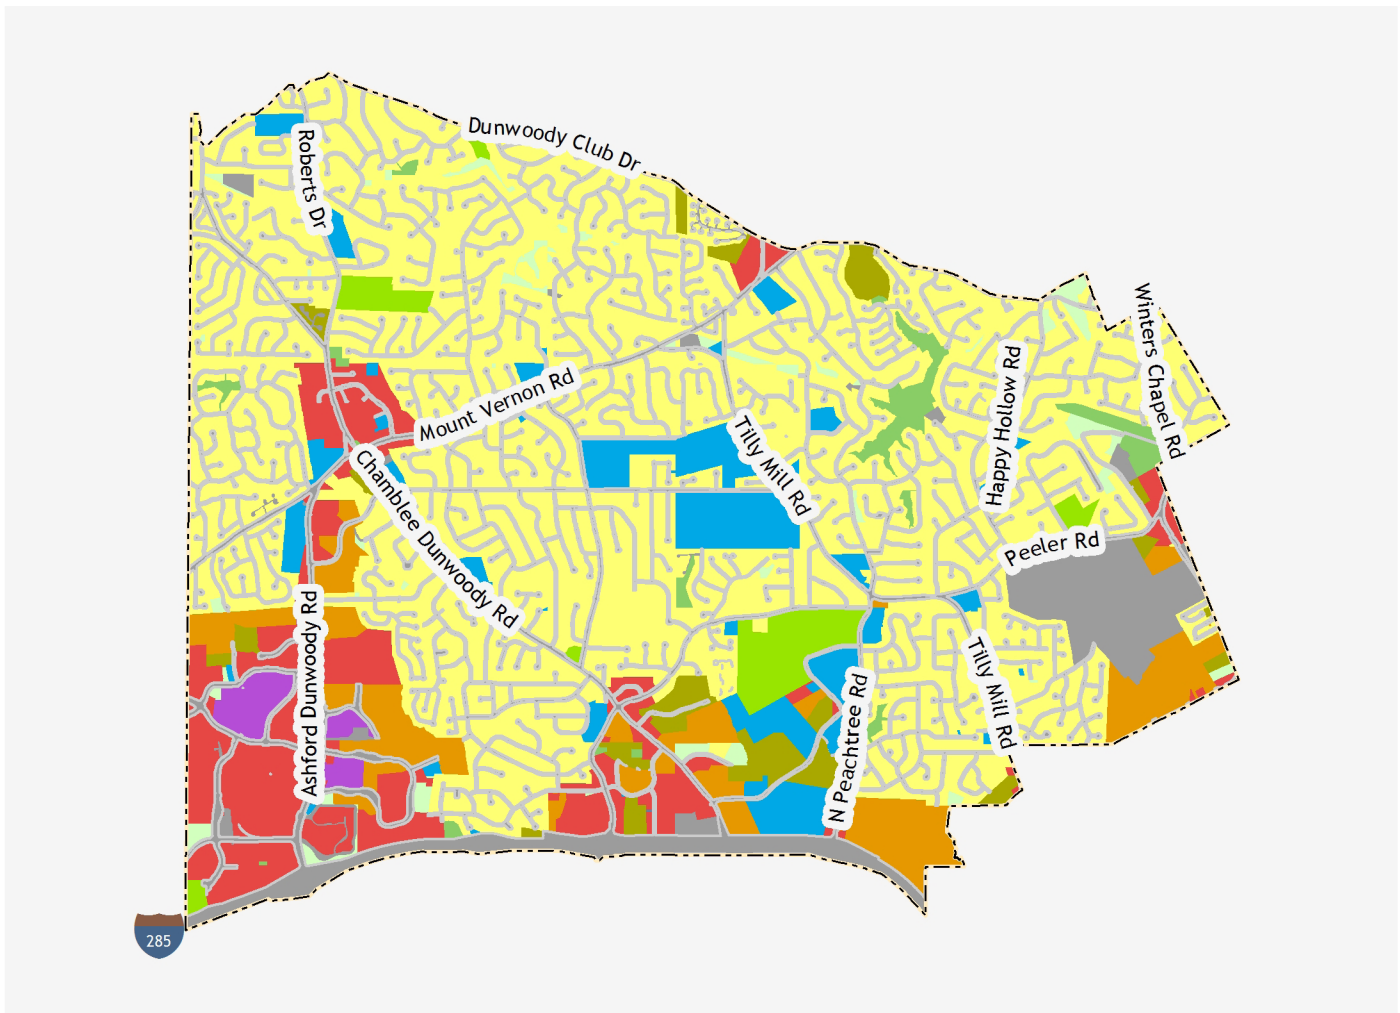 Dunwoody Club Dr
Roberts Dr
Winters Chapel Rd
Happy Hollow Rd
Mount Vernon Rd
Tilly Mill Rd
Chamblee Dunwoody Rd
Peeler Rd
Ashford Dunwoody Rd
Tilly Mill Rd
N Peachtree Rd
285